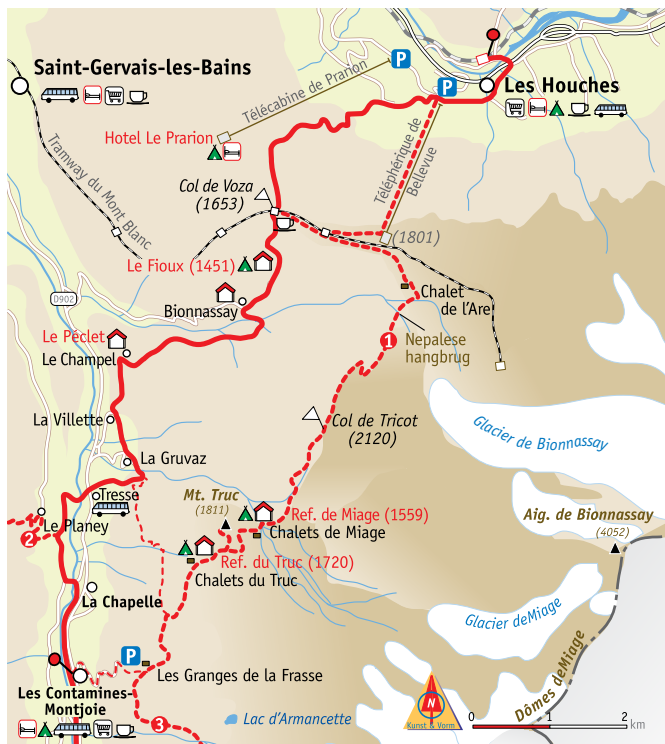 Saint-Gervais-les-Bains
Télécabine de Prarion
P
P
Les Houches
Hotel Le Prarion
Tramway du Mont Blanc
Téléphérique de
Bellevue
Col de Voza
(1653)
(1801)
Le Fioux (1451)
Chalet
de l'Are
D902
Bionnassay
Nepalese
hangbrug
1
Le Péclet
Le Champel
La Villette
Col de Tricot
(2120)
Glacier de Bionnassay
La Gruvaz
Tresse
Mt. Truc
(1811)
Ref. de Miage (1559)
Chalets de Miage
Aig. de Bionnassay
(4052)
Le Planey
2
Ref. du Truc (1720)
Chalets du Truc
La Chapelle
Glacier deMiage
P
Les Granges de la Frasse
Dômes deMiage
Les Contamines-
Montjoie
3
Lac d'Armancette
N
Kunst & Vorm
0 1 2
km